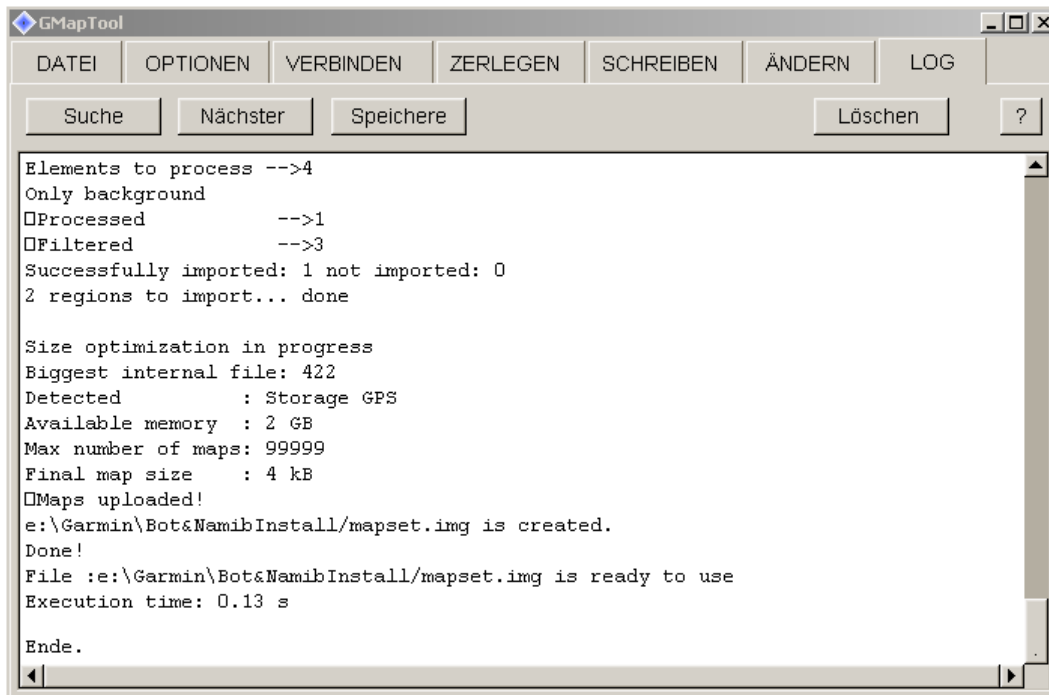 GMapTool
DATEI OPTIONEN VERBINDEN ZERLEGEN SCHREIBEN ÄNDERN LOG
Suche Nächster Speichere Löschen ?
Elements to process -->4
Only background
□Processed -->1
□Filtered -->3
Successfully imported: 1 not imported: 0
2 regions to import... done
Size optimization in progress
Biggest internal file: 422
Detected : Storage GPS
Available memory : 2 GB
Max number of maps: 99999
Final map size : 4 kB
□Maps uploaded!
e:\Garmin\Bot&NamibInstall/mapset.img is created.
Done!
File :e:\Garmin\Bot&NamibInstall/mapset.img is ready to use
Execution time: 0.13 s
Ende.